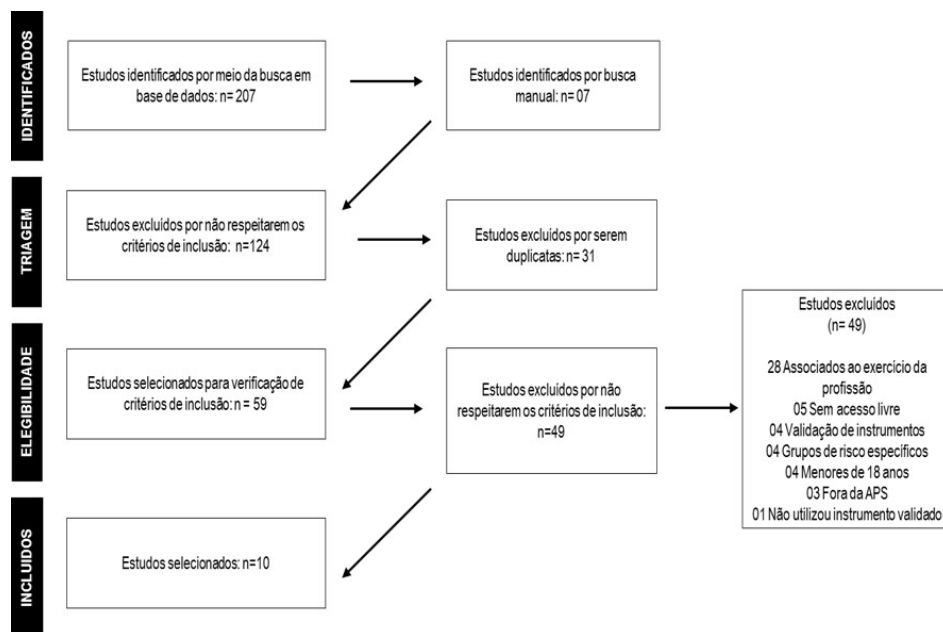 IDENTIFICADOS
Estudos identificados por meio da busca em
base de dados: n= 207
Estudos identificados por busca
manual: n= 07
TRIAGEM
Estudos excluídos por não respeitarem os
critérios de inclusão: n=124
Estudos excluídos por serem
duplicatas: n= 31
ELEGIBILIDADE
Estudos selecionados para verificação de
critérios de inclusão: n = 59
Estudos excluídos por não
respeitarem os critérios de inclusão:
n=49
Estudos excluídos
(n= 49)
28 Associados ao exercício da
profissão
05 Sem acesso livre
04 Validação de instrumentos
04 Grupos de risco específicos
04 Menores de 18 anos
03 Fora da APS
01 Não utilizou instrumento validado
INCLUIDOS
Estudos selecionados: n=10